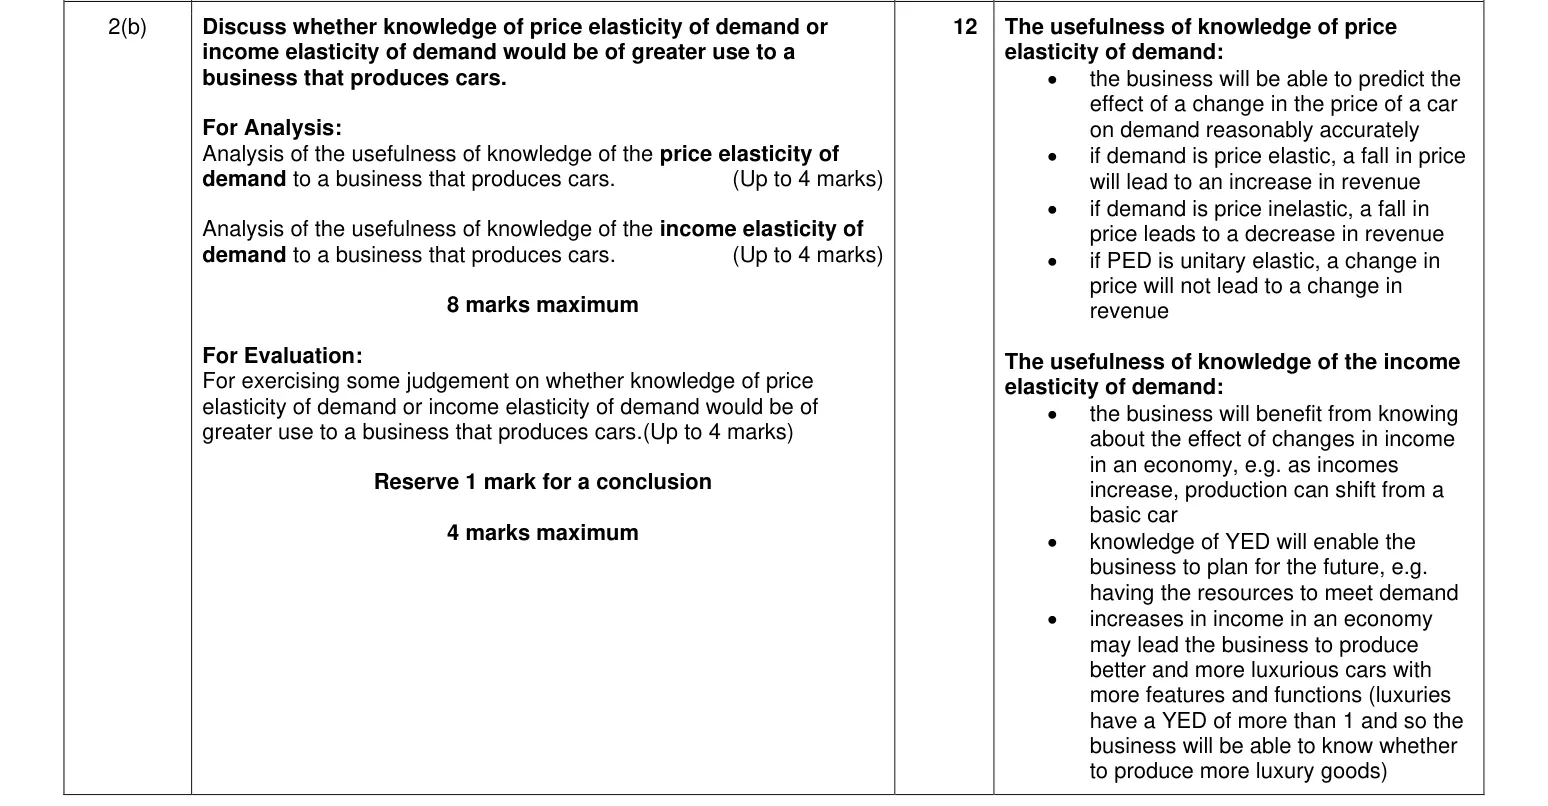 2(b)
Discuss whether knowledge of price elasticity of demand or
income elasticity of demand would be of greater use to a
business that produces cars.
For Analysis:
Analysis of the usefulness of knowledge of the price elasticity of
demand to a business that produces cars. (Up to 4 marks)
Analysis of the usefulness of knowledge of the income elasticity of
demand to a business that produces cars. (Up to 4 marks)
8 marks maximum
For Evaluation:
For exercising some judgement on whether knowledge of price
elasticity of demand or income elasticity of demand would be of
greater use to a business that produces cars.(Up to 4 marks)
Reserve 1 mark for a conclusion
4 marks maximum
12
The usefulness of knowledge of price
elasticity of demand:
• the business will be able to predict the
effect of a change in the price of a car
on demand reasonably accurately
• if demand is price elastic, a fall in price
will lead to an increase in revenue
• if demand is price inelastic, a fall in
price leads to a decrease in revenue
• if PED is unitary elastic, a change in
price will not lead to a change in
revenue
The usefulness of knowledge of the income
elasticity of demand:
• the business will benefit from knowing
about the effect of changes in income
in an economy, e.g. as incomes
increase, production can shift from a
basic car
• knowledge of YED will enable the
business to plan for the future, e.g.
having the resources to meet demand
• increases in income in an economy
may lead the business to produce
better and more luxurious cars with
more features and functions (luxuries
have a YED of more than 1 and so the
business will be able to know whether
to produce more luxury goods)